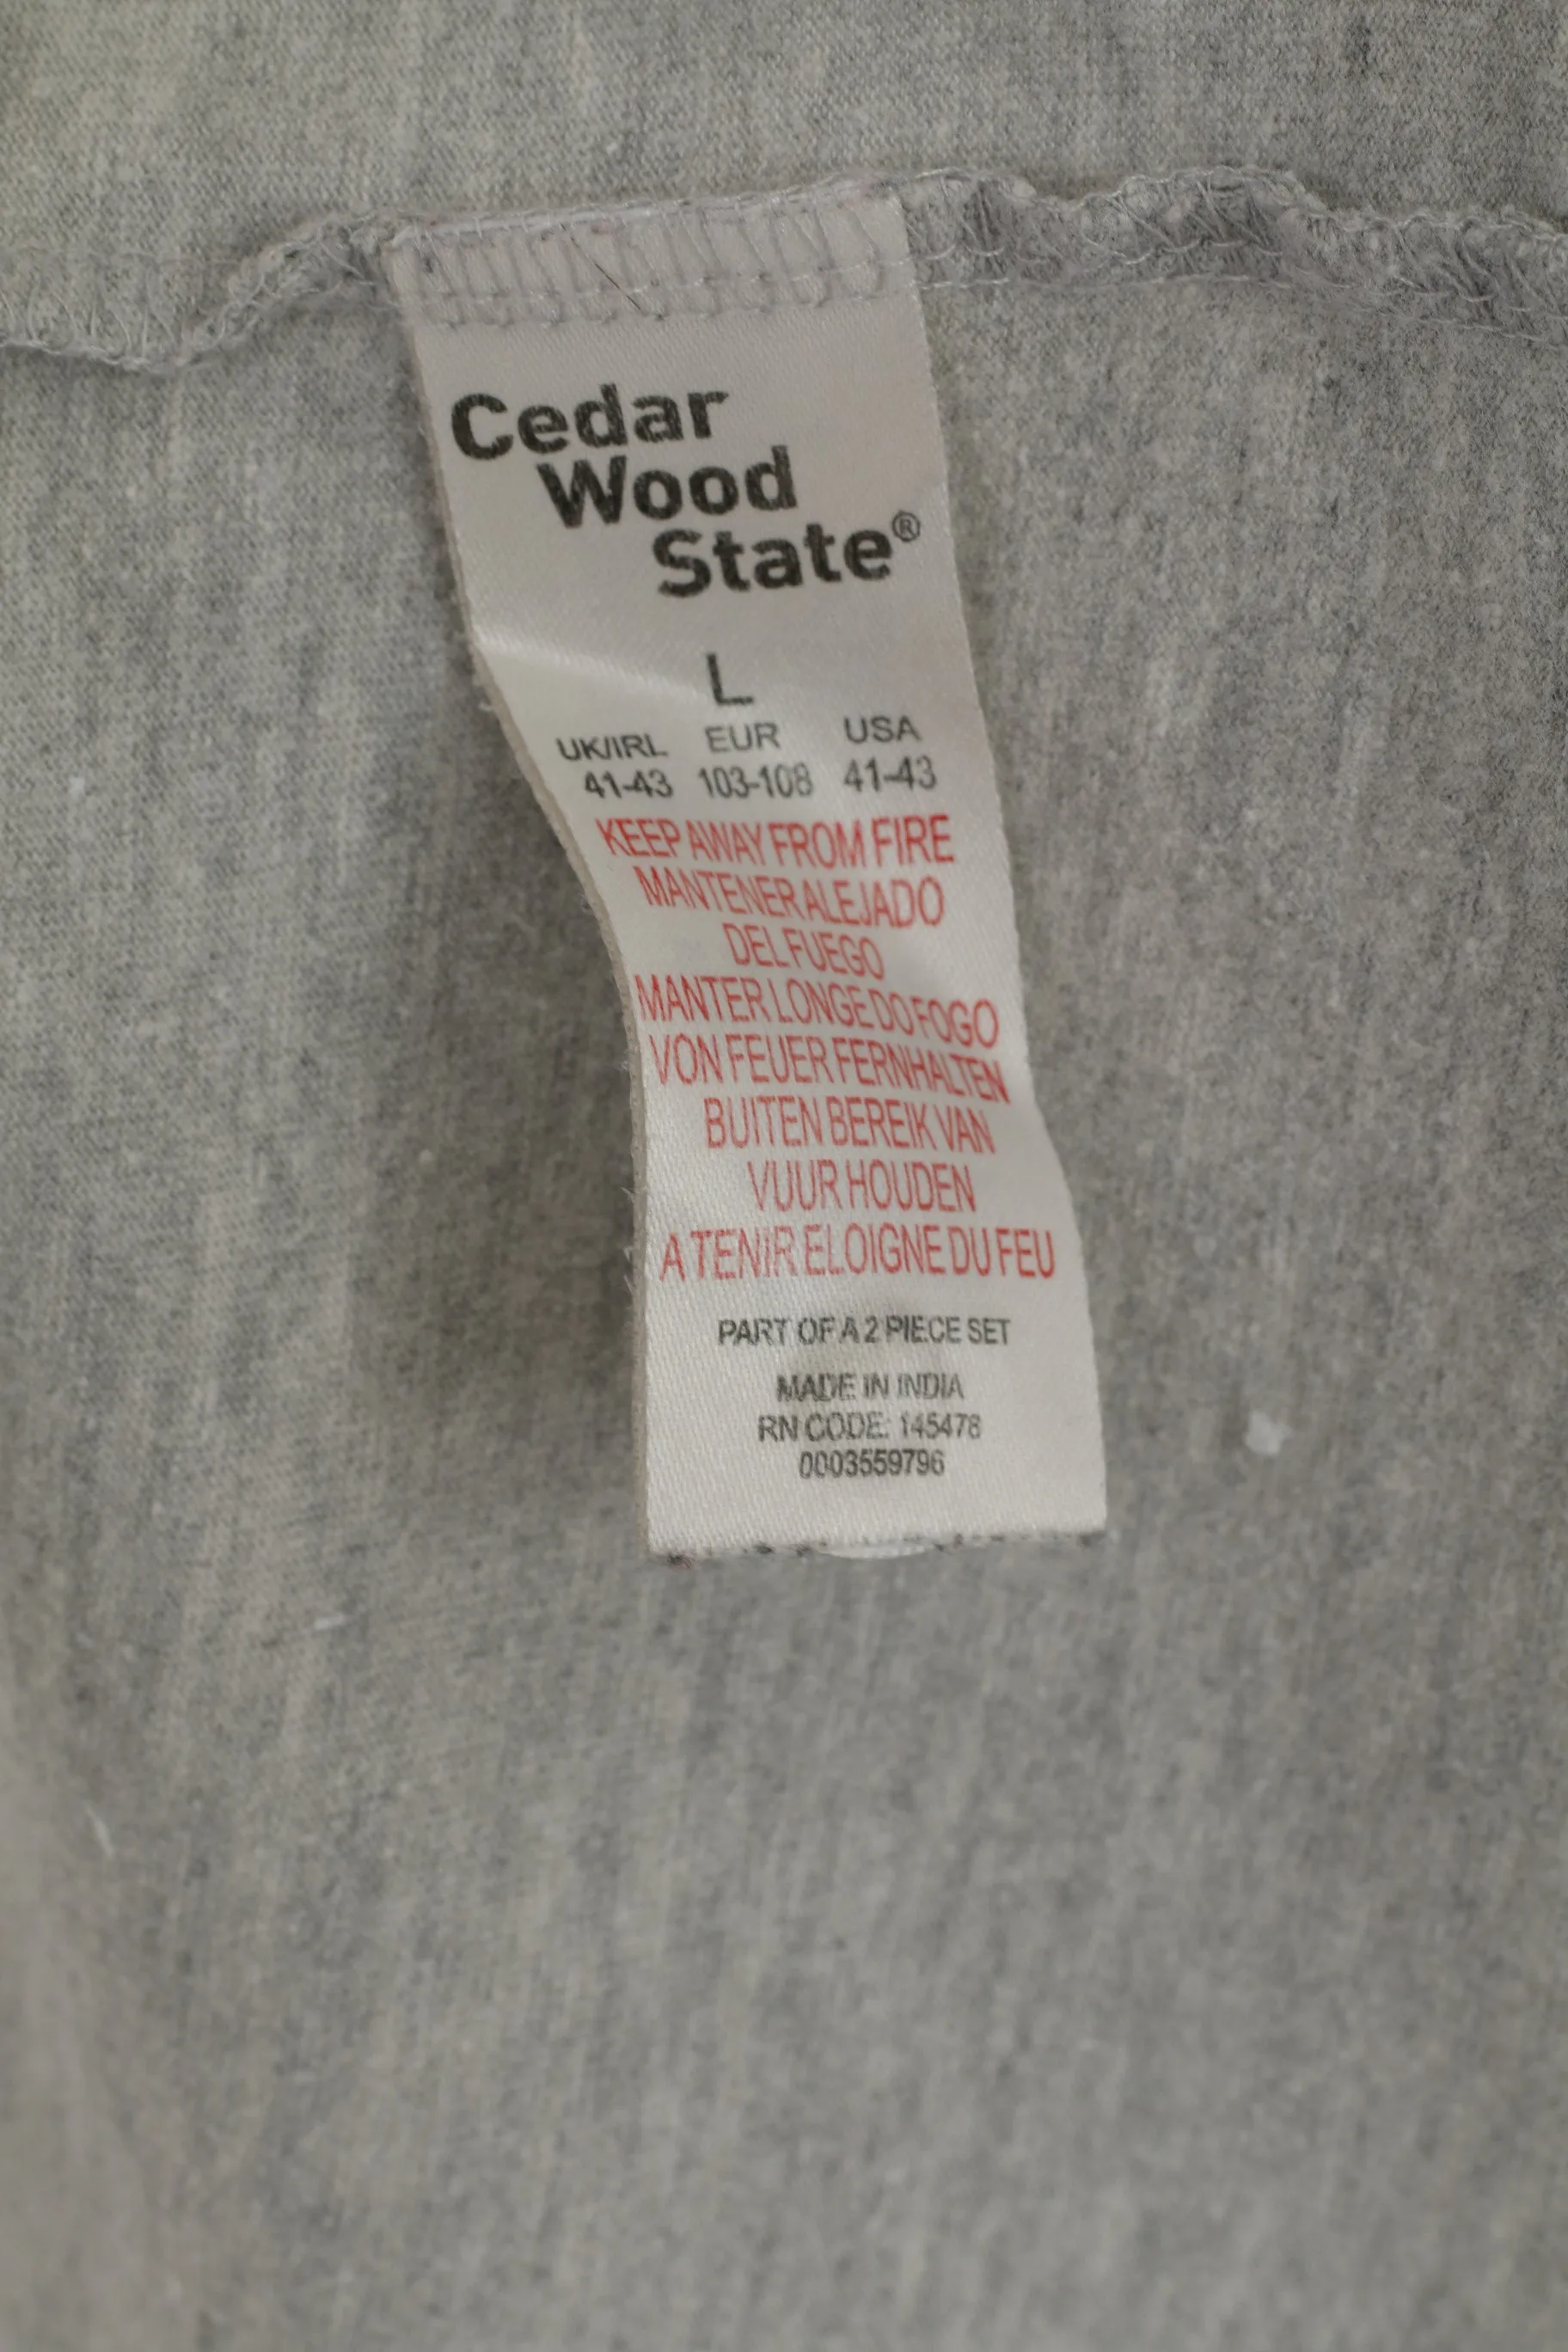 Cedar
Wood
State®
L
UK/IRL EUR USA
41-43 103-108 41-43
KEEP AWAY FROM FIRE
MANTENER ALEJADO
DEL FUEGO
MANTER LONGE DO FOGO
VON FEUER FERNHALTEN
BUITEN BEREIK VAN
VUUR HOUDEN
A TENIR ELOIGNE DU FEU
PART OF A 2 PIECE SET
MADE IN INDIA
RN CODE: 145478
0003559796